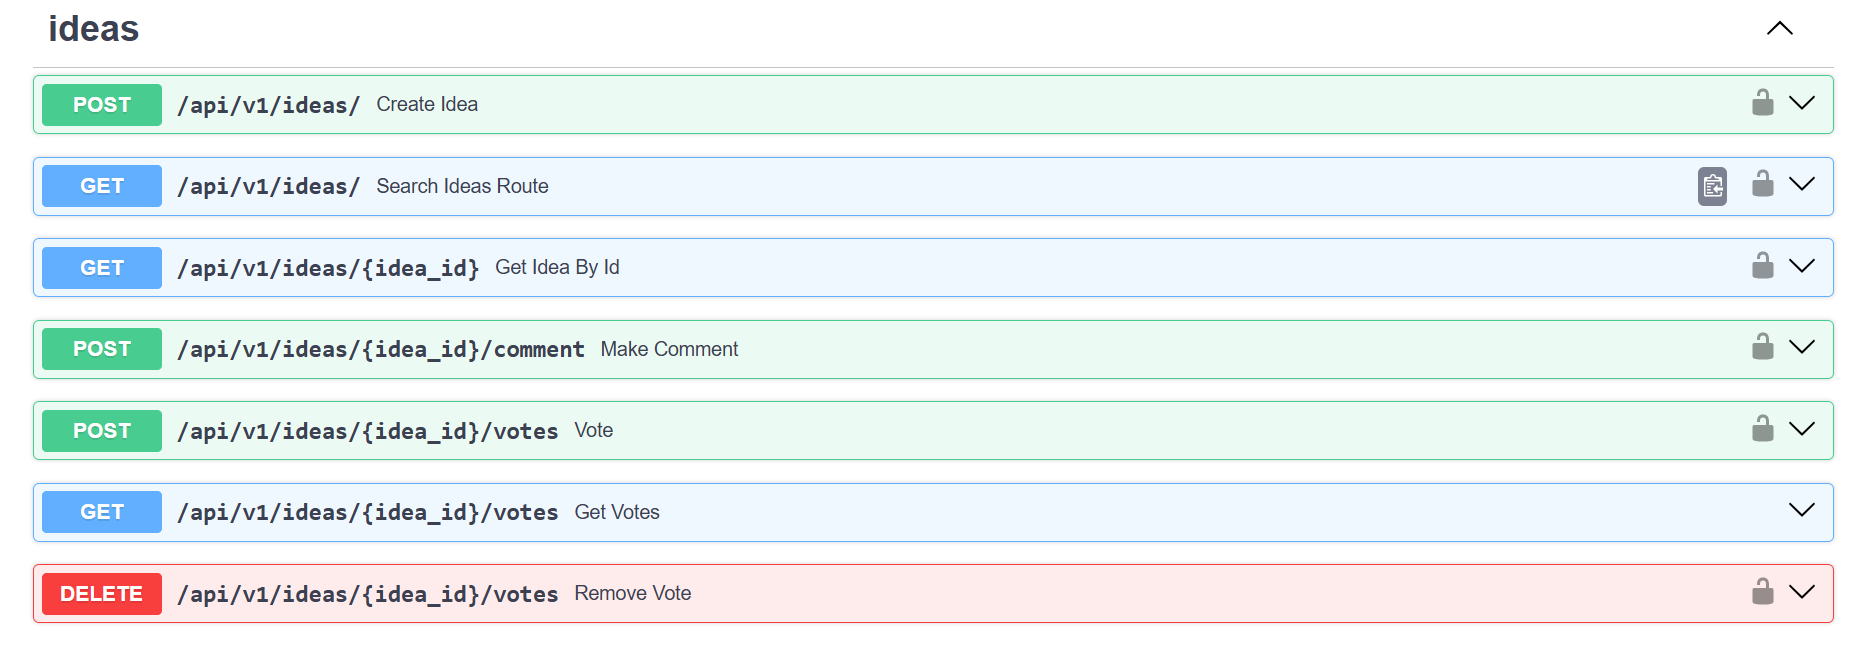 ideas
POST /api/v1/ideas/ Create Idea
GET /api/v1/ideas/ Search Ideas Route
GET /api/v1/ideas/{idea_id} Get Idea By Id
POST /api/v1/ideas/{idea_id}/comment Make Comment
POST /api/v1/ideas/{idea_id}/votes Vote
GET /api/v1/ideas/{idea_id}/votes Get Votes
DELETE /api/v1/ideas/{idea_id}/votes Remove Vote